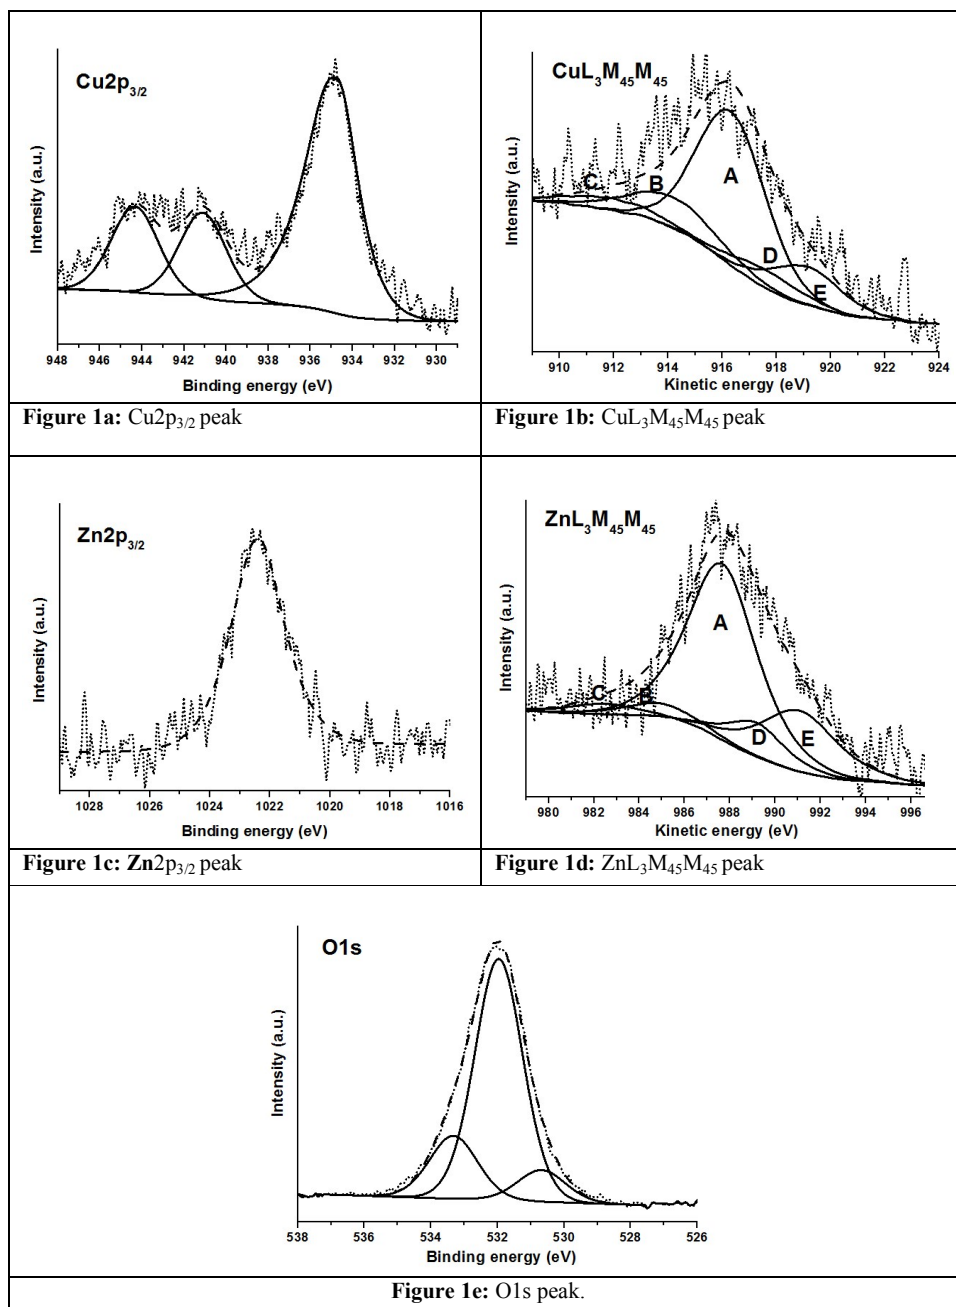 Cu2p3/2
Intensity (a.u.)
948 946 944 942 940 938 936 934 932 930
Binding energy (eV)
CuL3M45M45
C B A D E
Intensity (a.u.)
910 912 914 916 918 920 922 924
Kinetic energy (eV)
Figure 1a: Cu2p3/2 peak
Figure 1b: CuL3M45M45 peak
Zn2p3/2
Intensity (a.u.)
1028 1026 1024 1022 1020 1018 1016
Binding energy (eV)
ZnL3M45M45
A
C B D E
Intensity (a.u.)
980 982 984 986 988 990 992 994 996
Kinetic energy (eV)
Figure 1c: Zn2p3/2 peak
Figure 1d: ZnL3M45M45 peak
O1s
Intensity (a.u.)
538 536 534 532 530 528 526
Binding energy (eV)
Figure 1e: O1s peak.